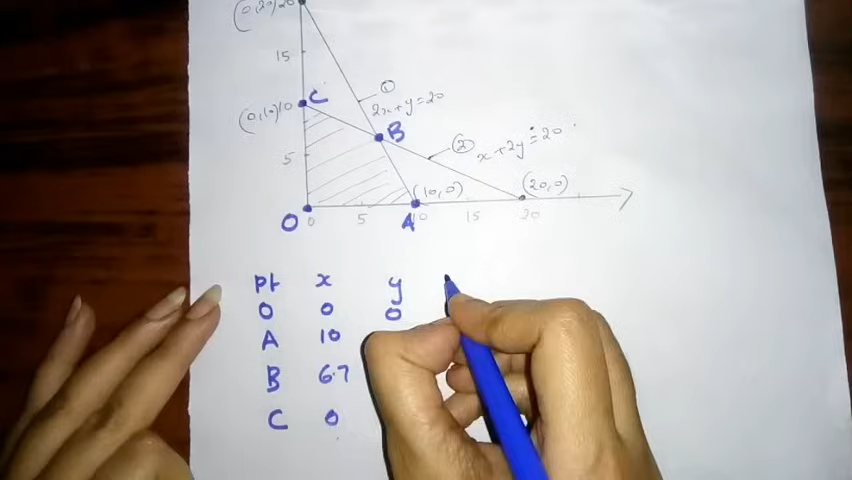 (0,20) 20
15
①
C
(0,10) 10
2x+y=20
B
② x+2y=20
5
(10,0)
(20,0)
O 0 5 A 10 15 20
pt x y
O 0 0
A 10
B 6.7
C 0